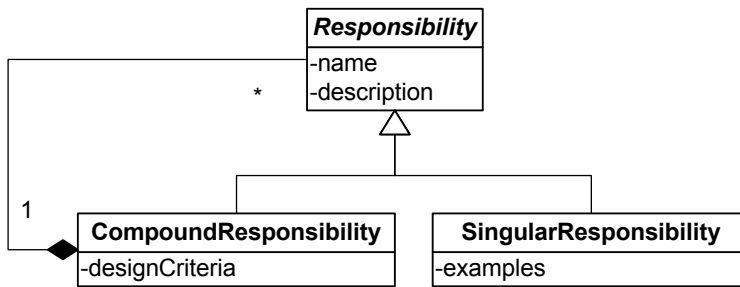 Responsibility
-name
-description
*
1
CompoundResponsibility
-designCriteria
SingularResponsibility
-examples